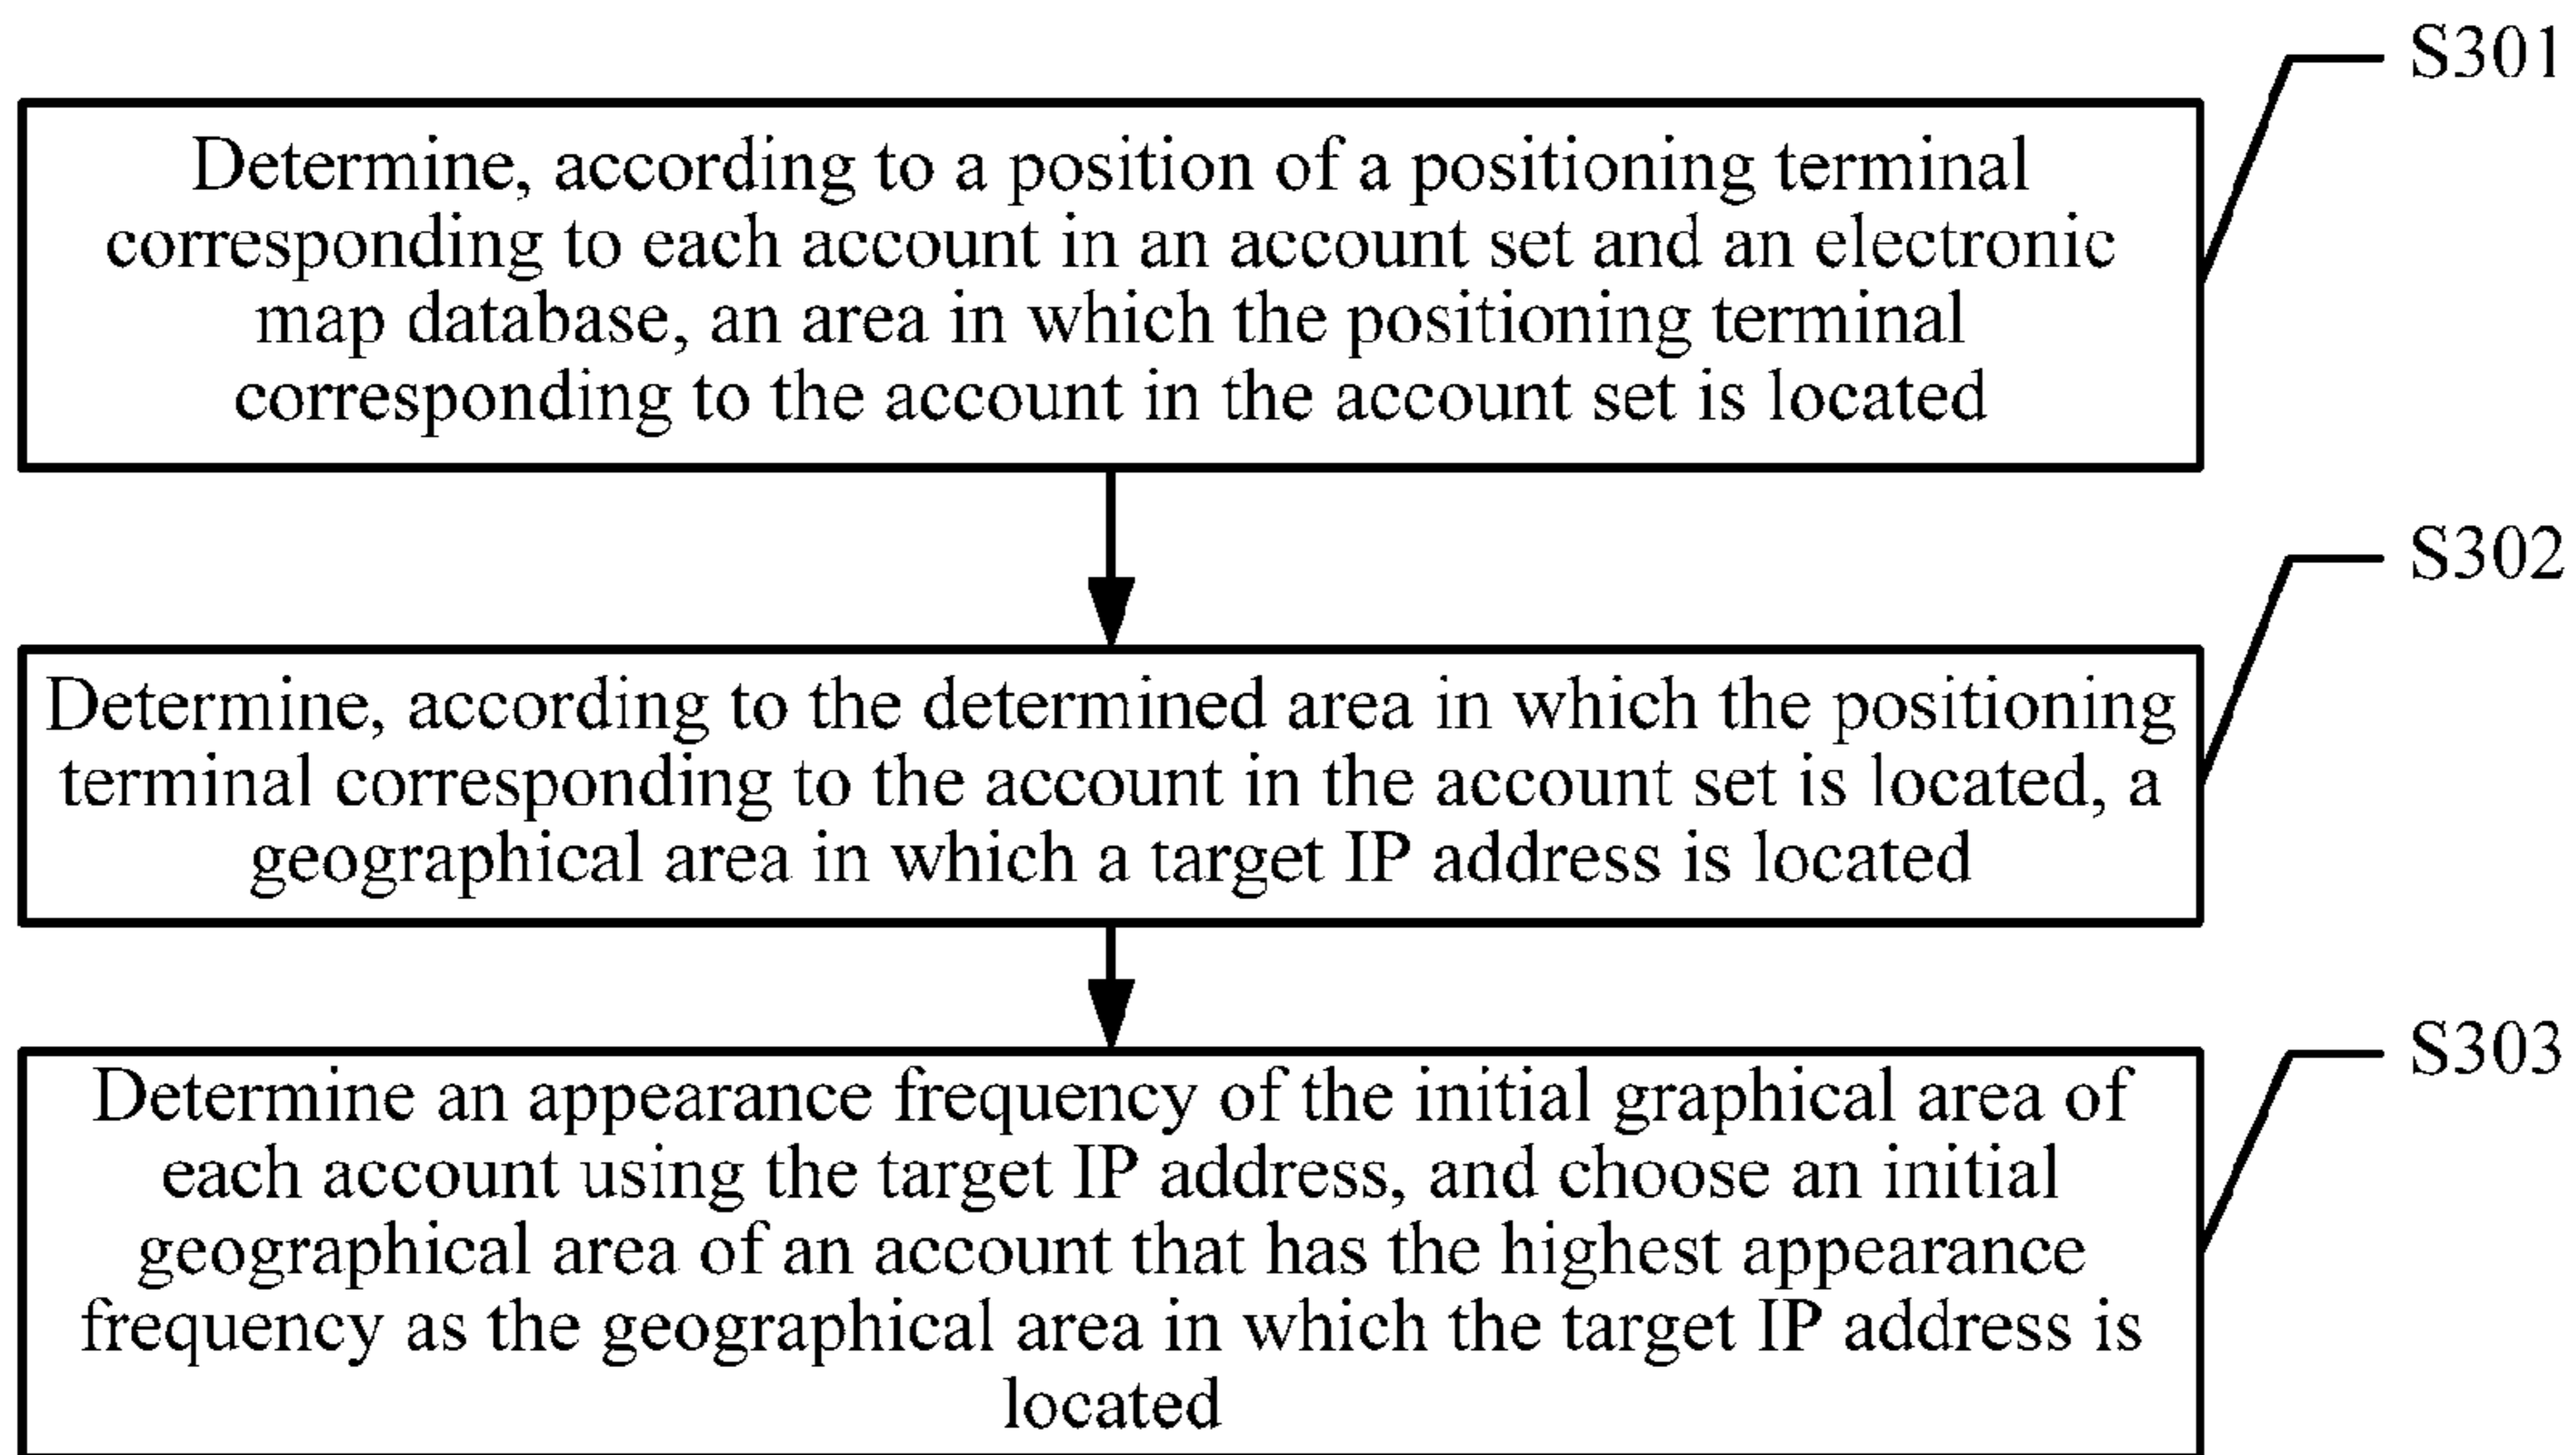 S301
Determine, according to a position of a positioning terminal
corresponding to each account in an account set and an electronic
map database, an area in which the positioning terminal
corresponding to the account in the account set is located
S302
Determine, according to the determined area in which the positioning
terminal corresponding to the account in the account set is located, a
geographical area in which a target IP address is located
S303
Determine an appearance frequency of the initial graphical area of
each account using the target IP address, and choose an initial
geographical area of an account that has the highest appearance
frequency as the geographical area in which the target IP address is
located